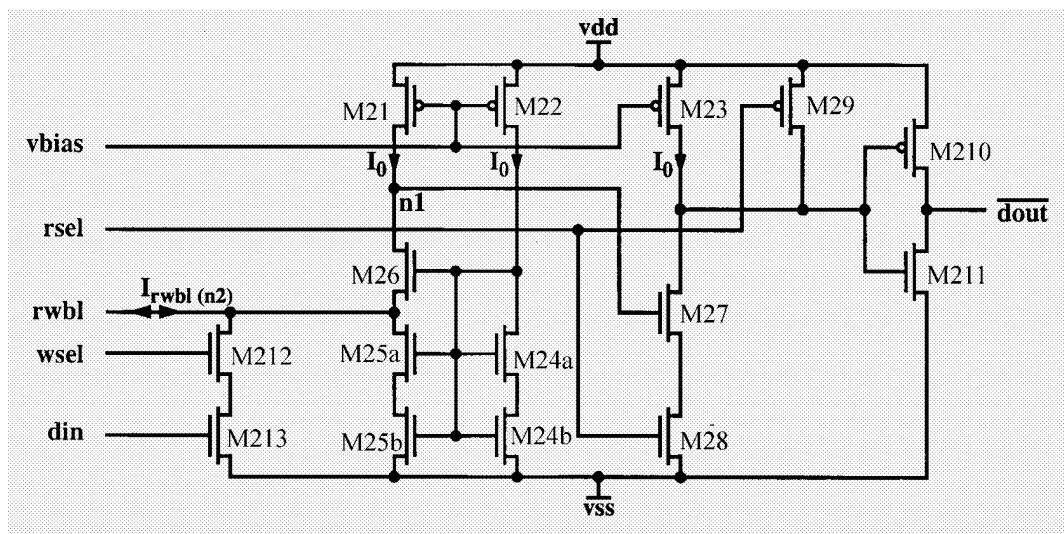 vdd
M21
M22
M23
M29
vbias
M210
I0
I0
I0
n1
dout
rsel
M26
M211
Irwbl (n2)
rwbl
M27
wsel
M212
M25a
M24a
din
M213
M25b
M24b
M28
vss